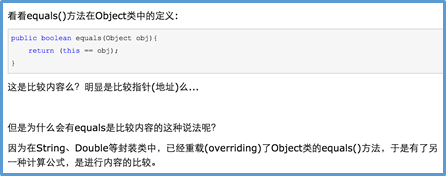 看看equals()方法在Object类中的定义：
public boolean equals(Object obj){
return (this == obj);
}
这是比较内容么？明显是比较指针(地址)么...
但是为什么会有equals是比较内容的这种说法呢？
因为在String、Double等封装类中，已经重载(overriding)了Object类的equals()方法，于是有了另
一种计算公式，是进行内容的比较。